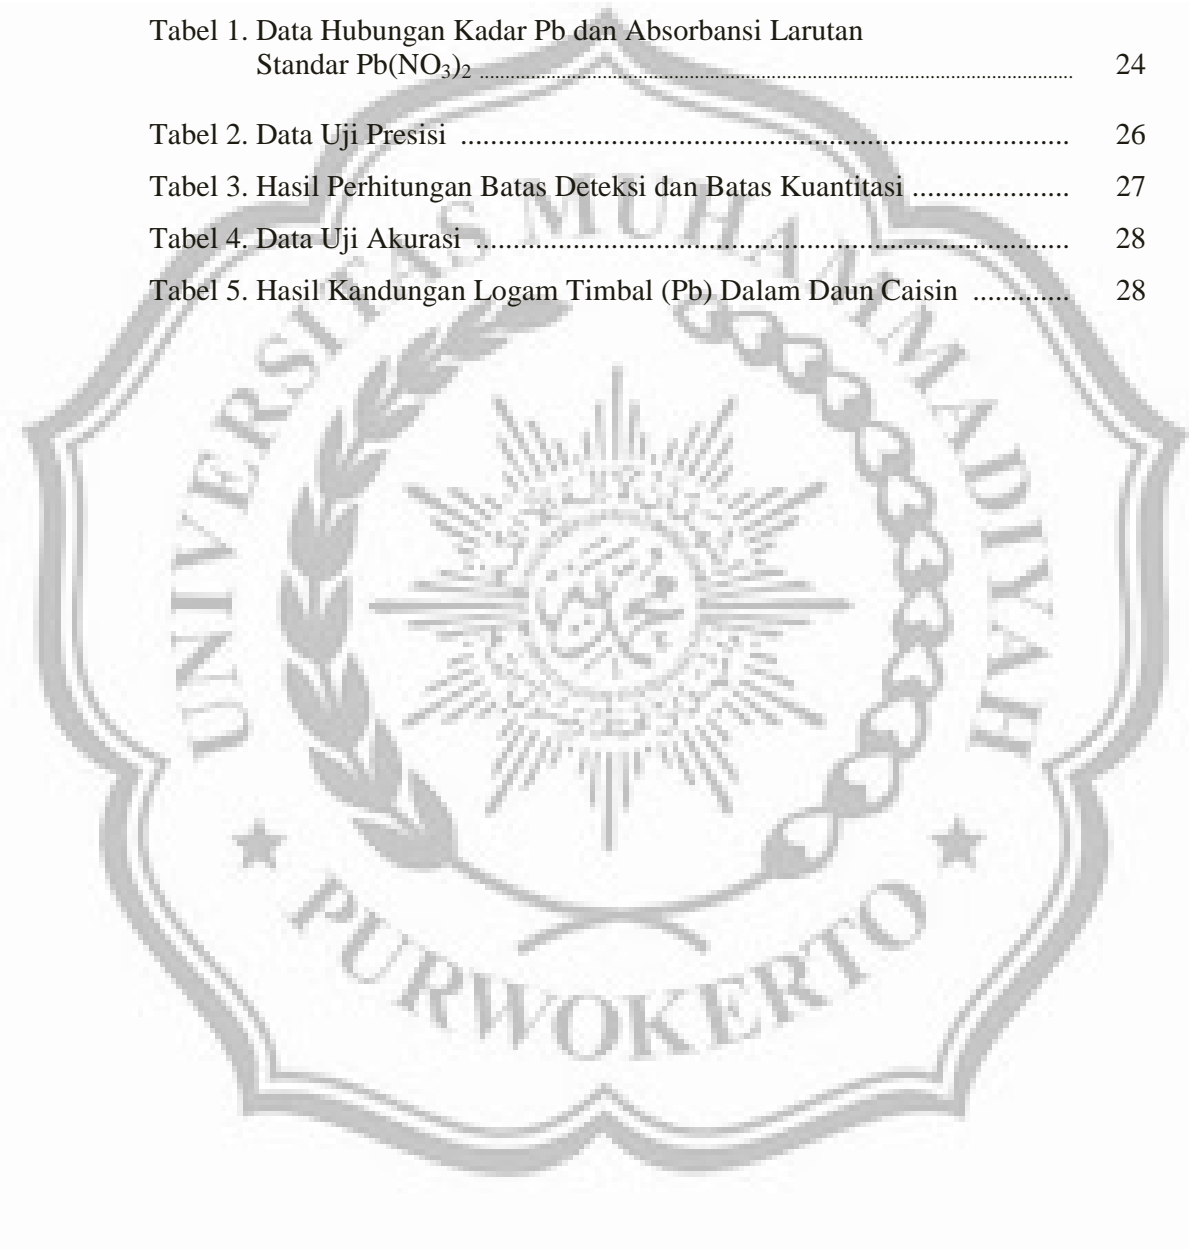 Tabel 1. Data Hubungan Kadar Pb dan Absorbansi Larutan
Standar Pb(NO₃)₂ .................................................................................. 24
Tabel 2. Data Uji Presisi ............................................................................... 26
Tabel 3. Hasil Perhitungan Batas Deteksi dan Batas Kuantitasi .................... 27
Tabel 4. Data Uji Akurasi ............................................................................. 28
Tabel 5. Hasil Kandungan Logam Timbal (Pb) Dalam Daun Caisin ............. 28
UNIVERSITAS MUHAMMADIYAH
PURWOKERTO